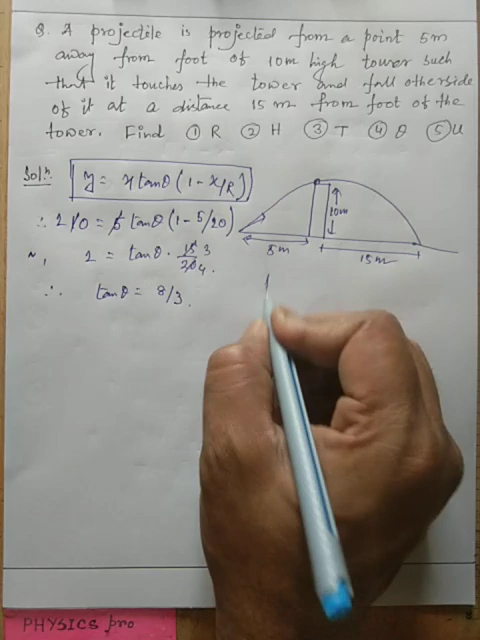 Q. A projectile is projected from a point 5m
away from foot of 10m high tower such
that it touches the tower and fall otherside
of it at a distance 15 m from foot of the
tower. Find ① R ② H ③ T ④ θ ⑤ u
Solⁿ. y = x tanθ (1 - x/R)
∴ 2 10 = 5 tanθ (1 - 5/20)
2 = tanθ · 15 3 / 20 4
∴ tanθ = 8/3
10m
5m
15m
PHYSICS pro